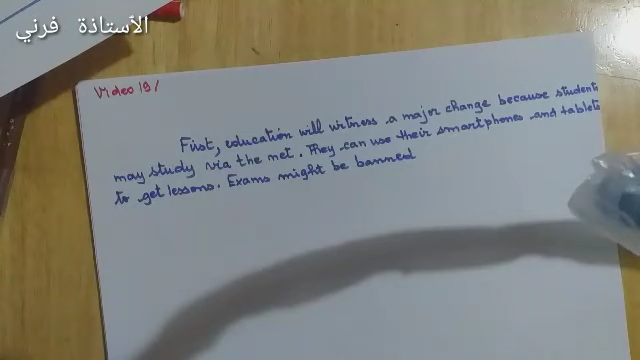 الأستاذة فرني
Video 19/
First, education will witness a major change because students
may study via the net. They can use their smartphones and tablets
to get lessons. Exams might be banned